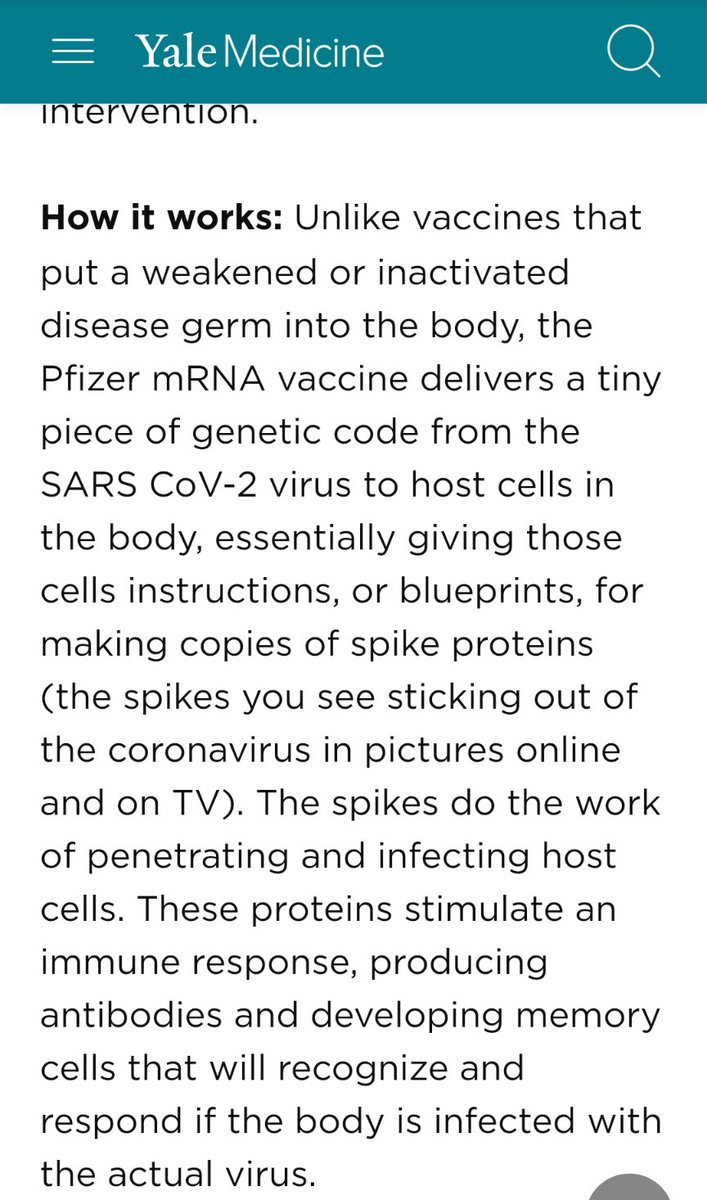 Yale Medicine
intervention.
How it works: Unlike vaccines that
put a weakened or inactivated
disease germ into the body, the
Pfizer mRNA vaccine delivers a tiny
piece of genetic code from the
SARS CoV-2 virus to host cells in
the body, essentially giving those
cells instructions, or blueprints, for
making copies of spike proteins
(the spikes you see sticking out of
the coronavirus in pictures online
and on TV). The spikes do the work
of penetrating and infecting host
cells. These proteins stimulate an
immune response, producing
antibodies and developing memory
cells that will recognize and
respond if the body is infected with
the actual virus.